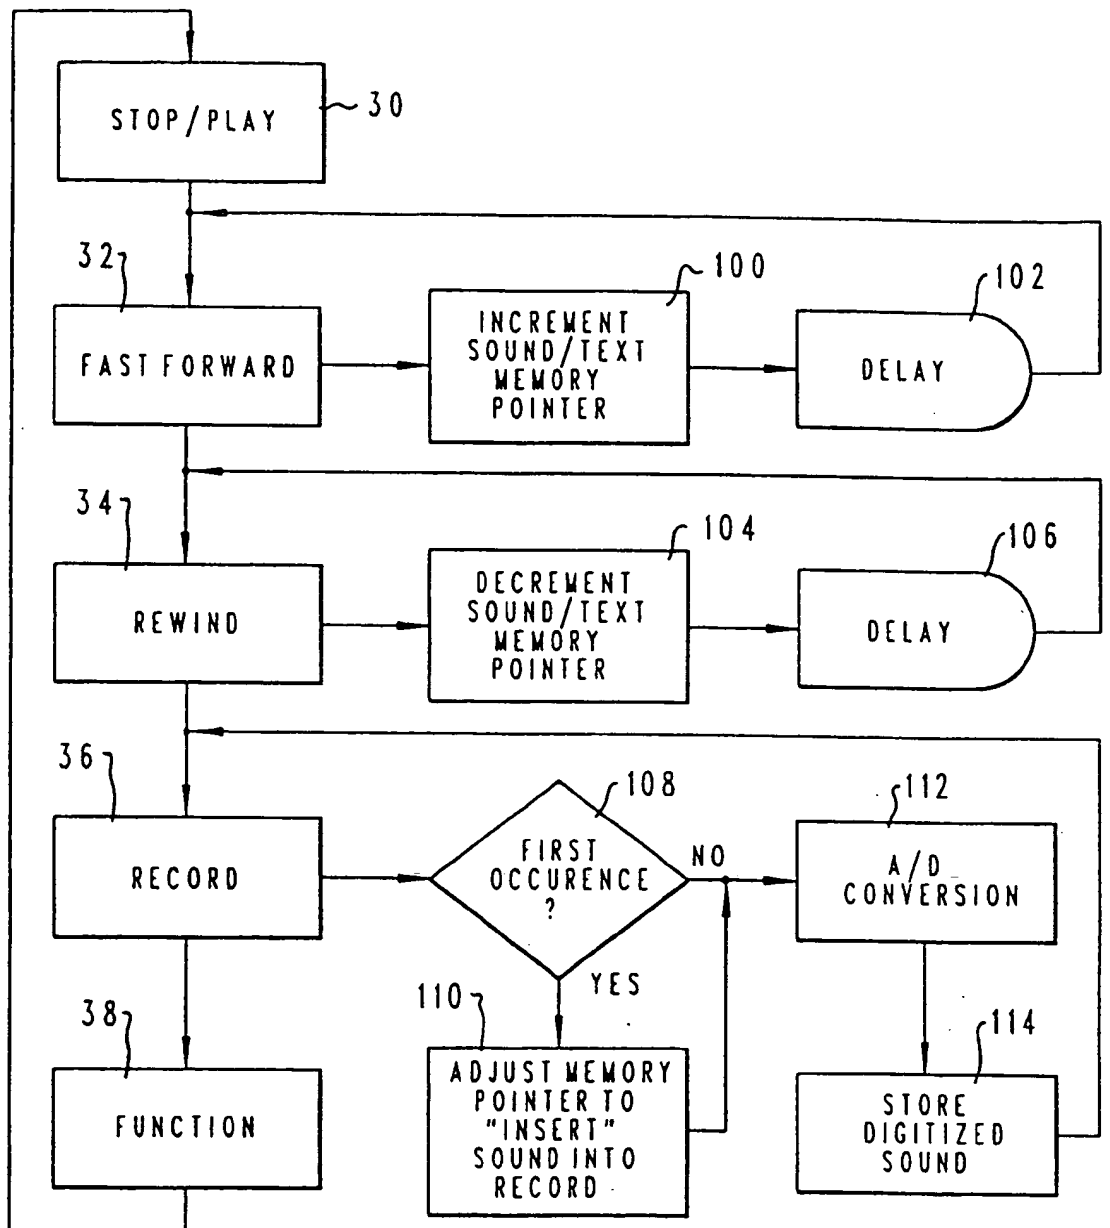 STOP/PLAY
30
32
FAST FORWARD
100
INCREMENT
SOUND/TEXT
MEMORY
POINTER
102
DELAY
34
REWIND
104
DECREMENT
SOUND/TEXT
MEMORY
POINTER
106
DELAY
36
RECORD
108
FIRST
OCCURENCE
?
NO
YES
112
A/D
CONVERSION
38
FUNCTION
110
ADJUST MEMORY
POINTER TO
"INSERT"
SOUND INTO
RECORD
114
STORE
DIGITIZED
SOUND